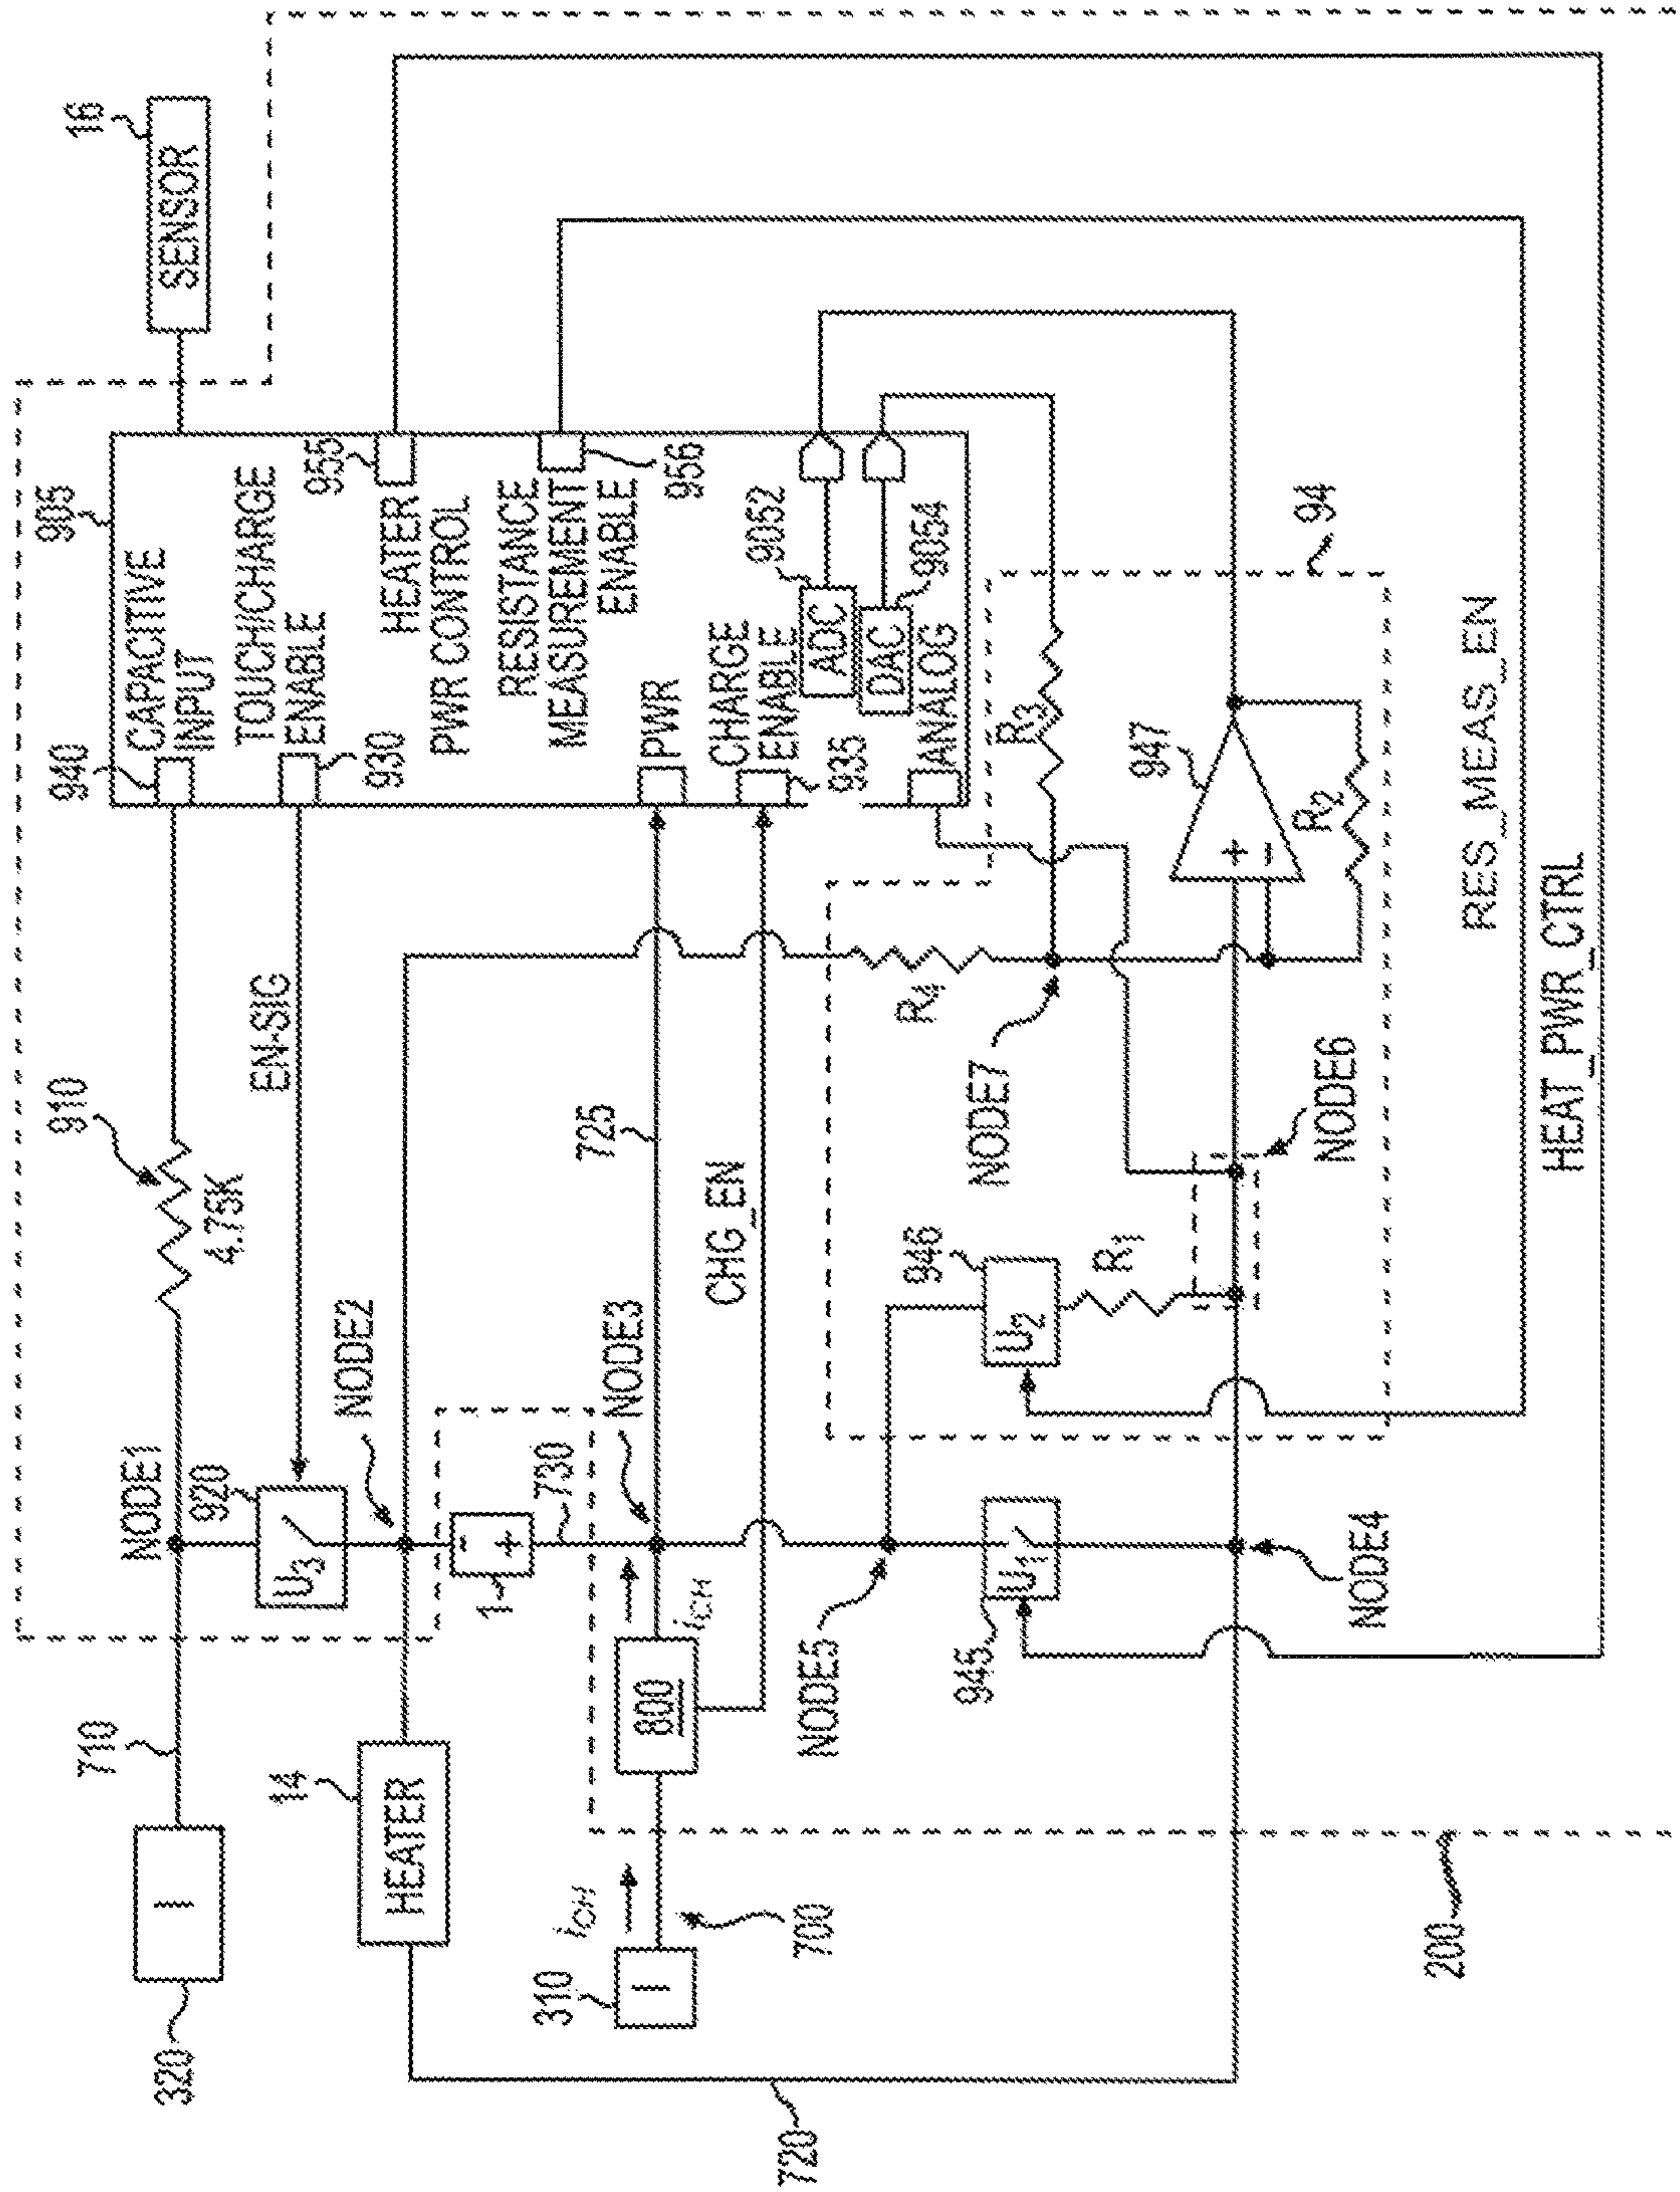 16
SENSOR
905
940
CAPACITIVE
INPUT
TOUCH/CHARGE
ENABLE
930
955
HEATER
PWR CONTROL
RESISTANCE
MEASUREMENT
ENABLE
956
PWR
CHARGE
ENABLE
935
ADC
9052
DAC
9054
ANALOG
910
4.75K
EN-SIG
NODE1
920
U3
NODE2
1
-
+
730
NODE3
725
CHG_EN
710
320
14
HEATER
310
iCH
700
800
iCH
NODE5
945
U1
NODE4
946
U2
R1
NODE6
NODE7
R4
R3
947
+
-
R2
94
RES_MEAS_EN
HEAT_PWR_CTRL
200
720